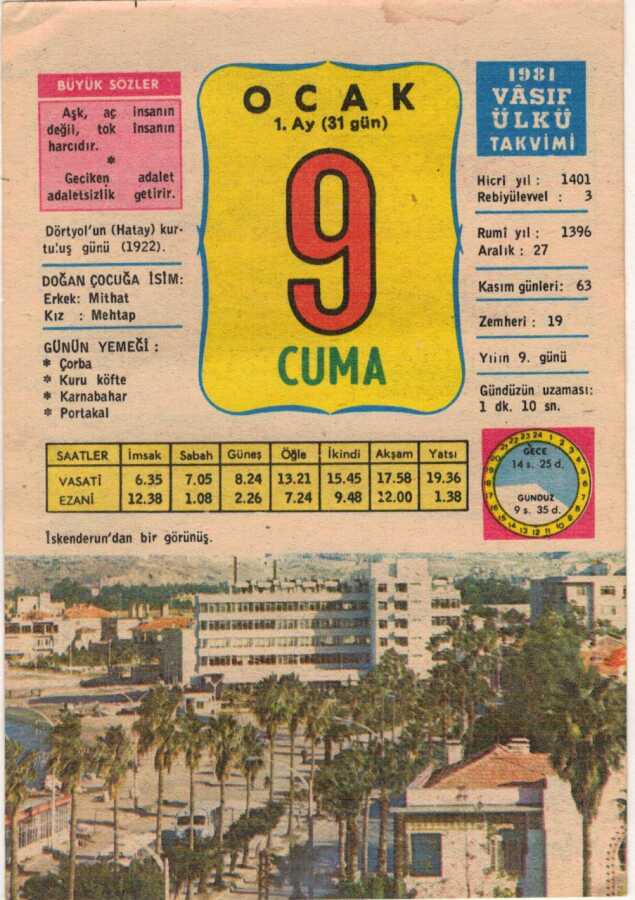 BÜYÜK SÖZLER
Aşk, aç insanın
değil, tok insanın
harcıdır.
*
Geciken adalet
adaletsizlik getirir.
Dörtyol'un (Hatay) kur-
tuluş günü (1922).
DOĞAN ÇOCUĞA İSİM:
Erkek: Mithat
Kız : Mehtap
GÜNÜN YEMEĞİ :
* Çorba
* Kuru köfte
* Karnabahar
* Portakal
OCAK
1. Ay (31 gün)
9
CUMA
1981
VÂSIF
ÜLKÜ
TAKVİMİ
Hicrî yıl : 1401
Rebiyülevvel : 3
Rumî yıl : 1396
Aralık : 27
Kasım günleri: 63
Zemheri : 19
Yılın 9. günü
Gündüzün uzaması:
1 dk. 10 sn.
SAATLER İmsak Sabah Güneş Öğle İkindi Akşam Yatsı
VASATİ 6.35 7.05 8.24 13.21 15.45 17.58 19.36
EZANİ 12.38 1.08 2.26 7.24 9.48 12.00 1.38
GECE
14 s. 25 d.
GÜNDÜZ
9 s. 35 d.
İskenderun'dan bir görünüş.